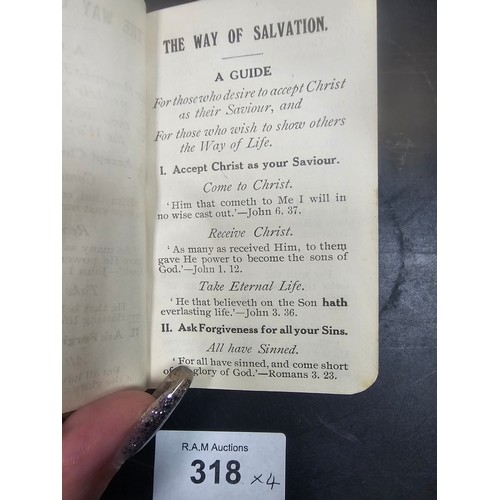 THE WAY OF SALVATION.
A GUIDE
For those who desire to accept Christ
as their Saviour, and
For those who wish to show others
the Way of Life.
I. Accept Christ as your Saviour.
Come to Christ.
'Him that cometh to Me I will in
no wise cast out.'—John 6. 37.
Receive Christ.
'As many as received Him, to them
gave He power to become the sons of
God.'—John 1. 12.
Take Eternal Life.
'He that believeth on the Son hath
everlasting life.'—John 3. 36.
II. Ask Forgiveness for all your Sins.
All have Sinned.
'For all have sinned, and come short
of glory of God.'—Romans 3. 23.
R.A.M Auctions
318 x4